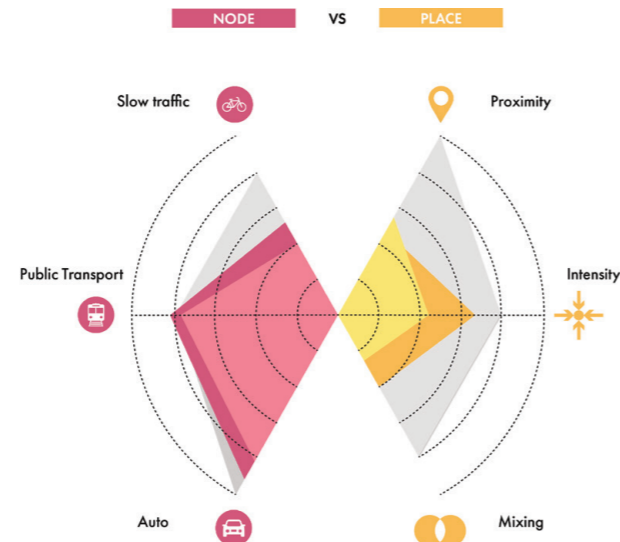 NODE VS PLACE
Slow traffic
Proximity
Public Transport
Intensity
Auto
Mixing